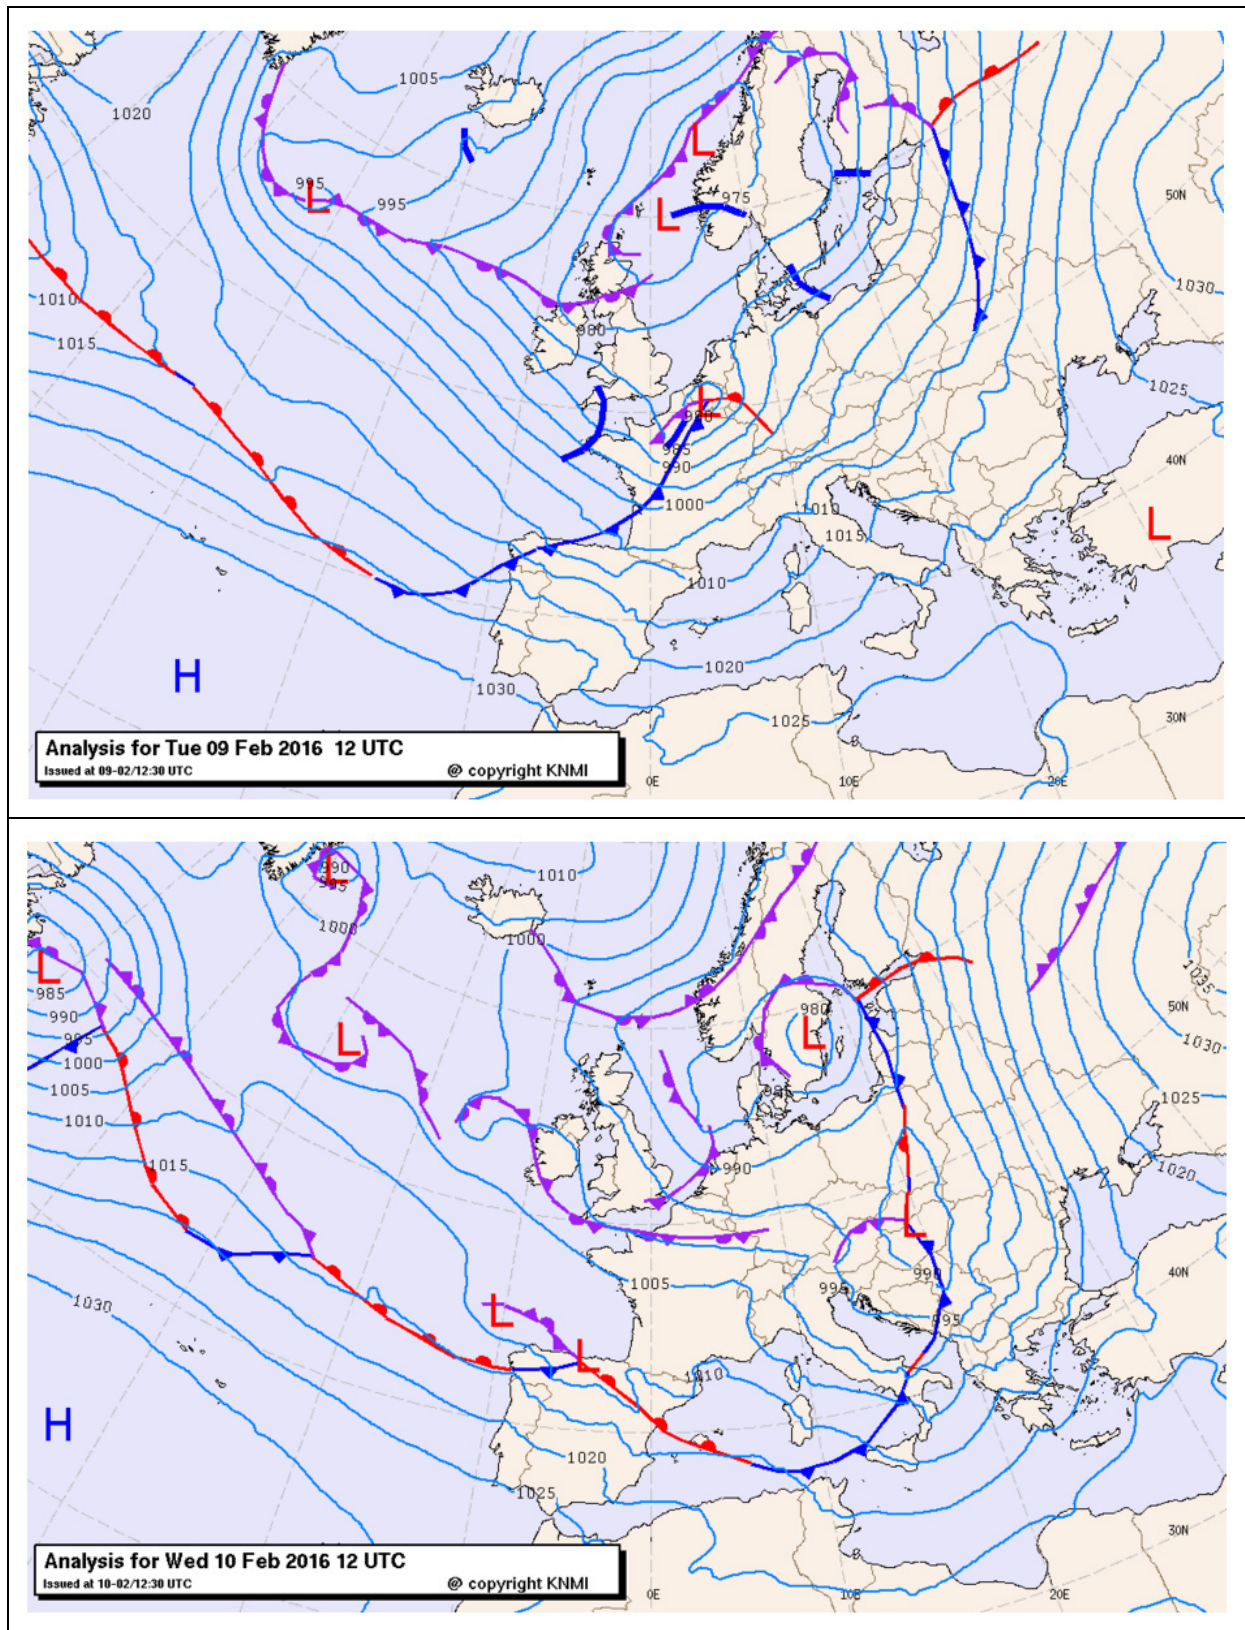 1005
1020
995
995
975
50N
1010
1015
1030
980
1025
980
985
990
40N
1000
1010
1015
L
1010
1020
1030
1025
H
30N
Analysis for Tue 09 Feb 2016 12 UTC
Issued at 09-02/12:30 UTC @ copyright KNMI
0E 10E 20E
L
L
L
L
990
995
1010
1000
1000
L
985
990
995
1000
1005
1010
L
980
L
1035
50N
1030
1025
1015
990
1020
L
1005
990
995
995
40N
1030
L
L
1010
H
1020
1025
30N
Analysis for Wed 10 Feb 2016 12 UTC
Issued at 10-02/12:30 UTC @ copyright KNMI
0E 10E 20E